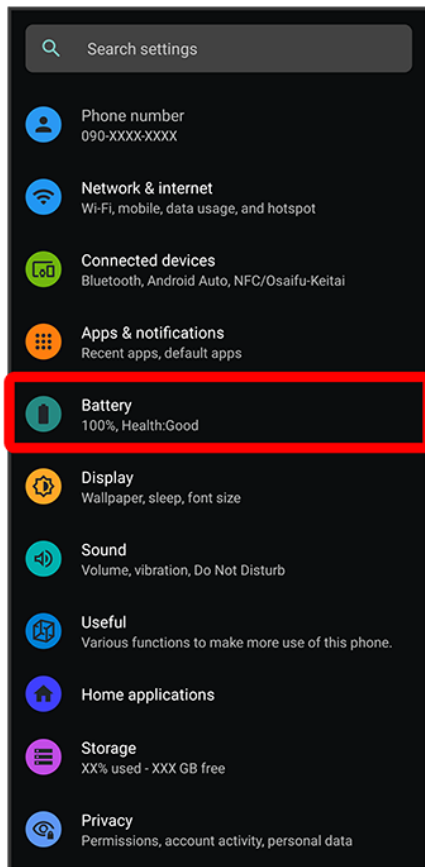 Search settings
Phone number
090-XXXX-XXXX
Network & internet
Wi-Fi, mobile, data usage, and hotspot
Connected devices
Bluetooth, Android Auto, NFC/Osaifu-Keitai
Apps & notifications
Recent apps, default apps
Battery
100%, Health:Good
Display
Wallpaper, sleep, font size
Sound
Volume, vibration, Do Not Disturb
Useful
Various functions to make more use of this phone.
Home applications
Storage
XX% used - XXX GB free
Privacy
Permissions, account activity, personal data